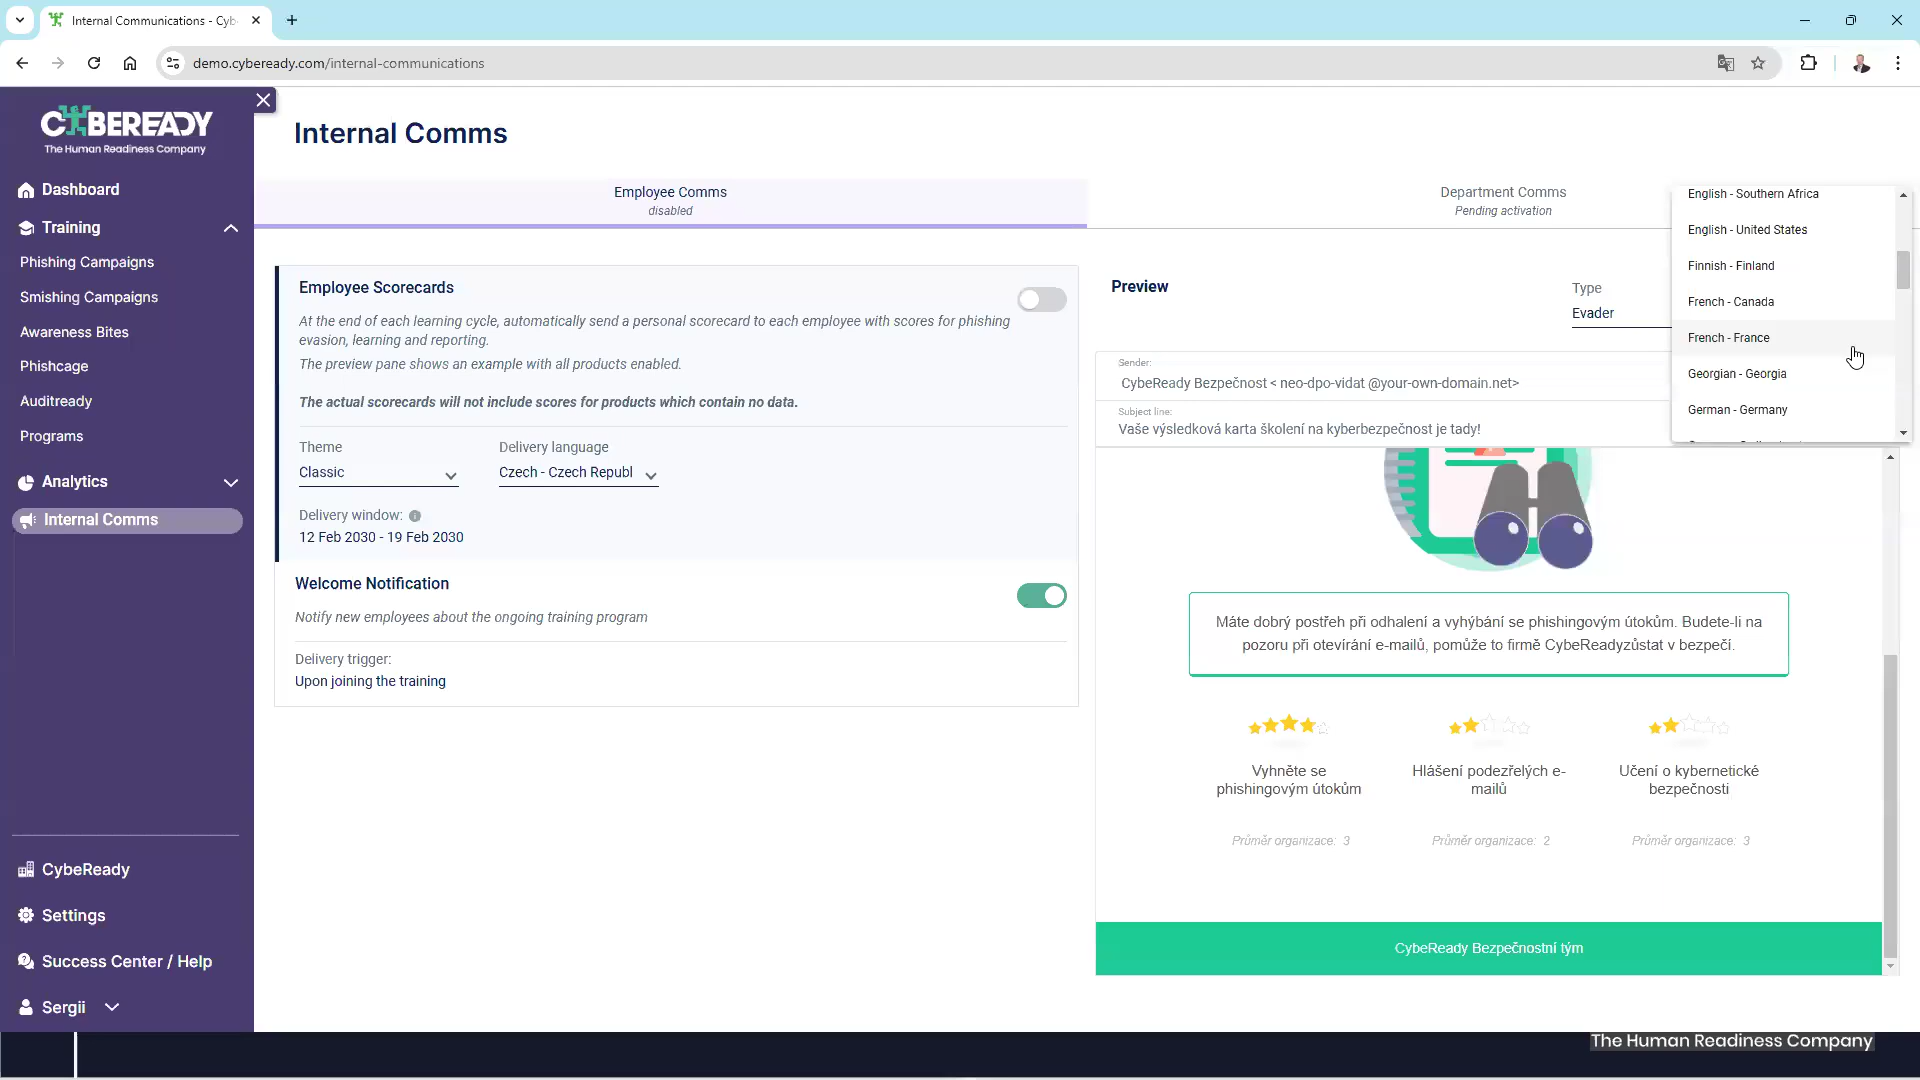 Internal Communications - Cyb
demo.cybeready.com/internal-communications
CYBEREADY
The Human Readiness Company
Dashboard
Training
Phishing Campaigns
Smishing Campaigns
Awareness Bites
Phishcage
Auditready
Programs
Analytics
Internal Comms
CybeReady
Settings
Success Center / Help
Sergii
Internal Comms
Employee Comms
disabled
Department Comms
Pending activation
Employee Scorecards
At the end of each learning cycle, automatically send a personal scorecard to each employee with scores for phishing
evasion, learning and reporting.
The preview pane shows an example with all products enabled.
The actual scorecards will not include scores for products which contain no data.
Theme
Classic
Delivery language
Czech - Czech Republ
Delivery window:
12 Feb 2030 - 19 Feb 2030
Welcome Notification
Notify new employees about the ongoing training program
Delivery trigger:
Upon joining the training
Preview
Type
Evader
English - Southern Africa
English - United States
Finnish - Finland
French - Canada
French - France
Georgian - Georgia
German - Germany
Sender:
CybeReady Bezpečnost < neo-dpo-vidat @your-own-domain.net>
Subject line:
Vaše výsledková karta školení na kyberbezpečnost je tady!
Máte dobrý postřeh při odhalení a vyhýbání se phishingovým útokům. Budete-li na
pozoru při otevírání e-mailů, pomůže to firmě CybeReadyzůstat v bezpečí.
Vyhněte se
phishingovým útokům
Hlášení podezřelých e-
mailů
Učení o kybernetické
bezpečnosti
Průměr organizace: 3
Průměr organizace: 2
Průměr organizace: 3
CybeReady Bezpečnostní tým
The Human Readiness Company